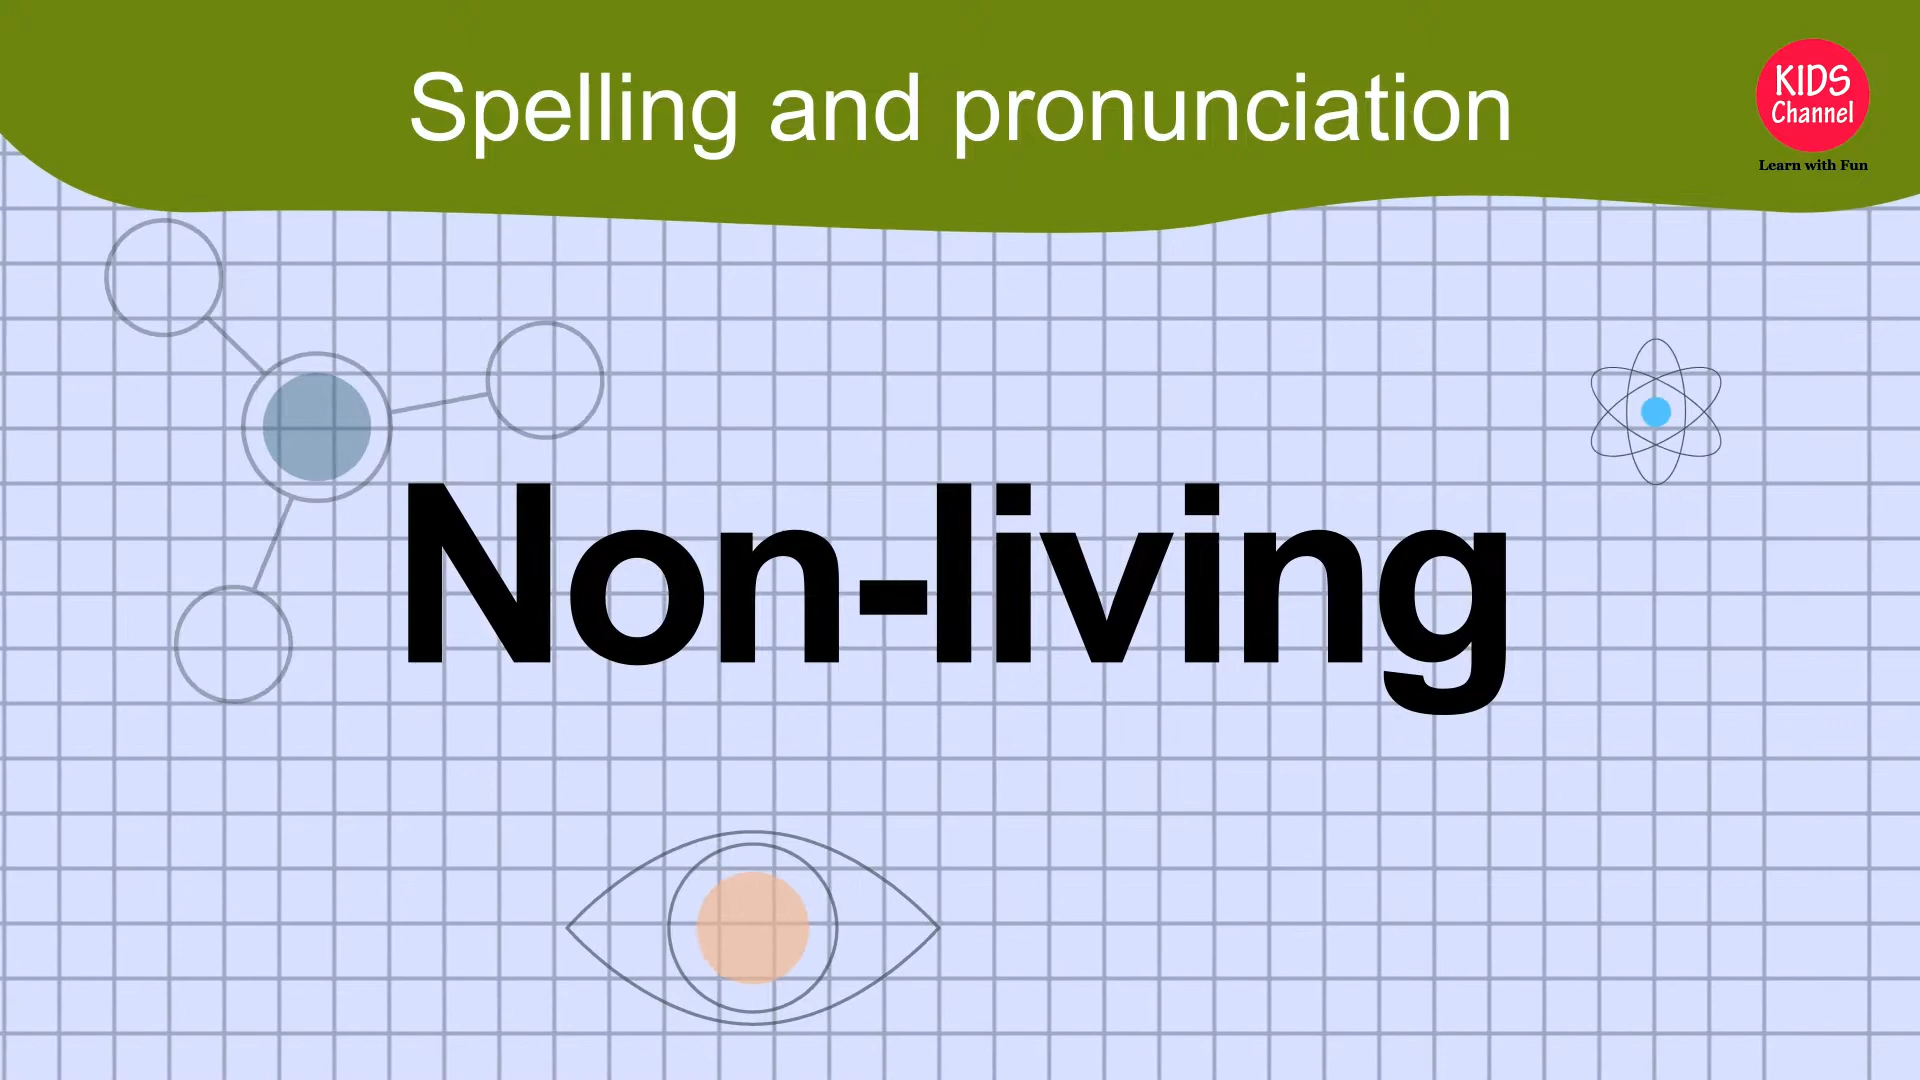 Spelling and pronunciation
KIDS
Channel
Learn with Fun
Non-living